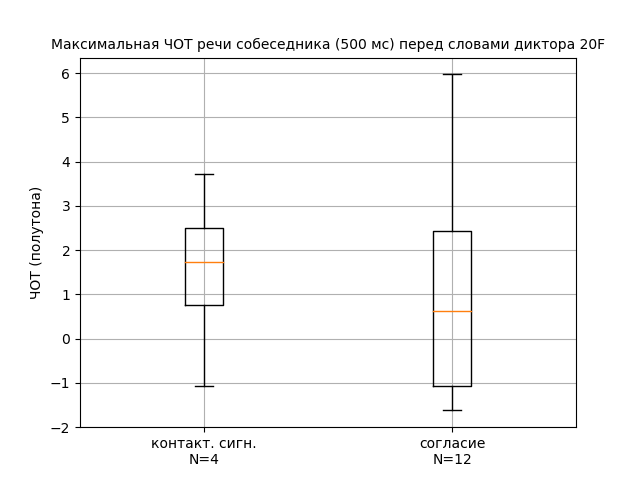 Максимальная ЧОТ речи собеседника (500 мс) перед словами диктора 20F
ЧОТ (полутона)
6
5
4
3
2
1
0
−1
−2
контакт. сигн.
N=4
согласие
N=12